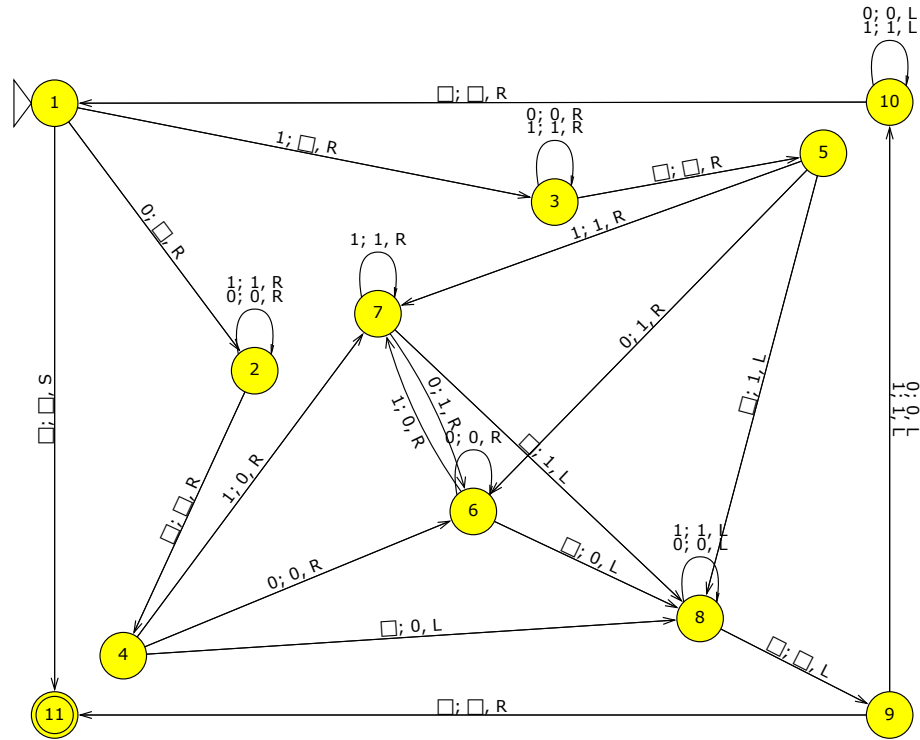 0; 0, L
1; 1, L
10
□; □, R
1
0; 0, R
1; 1, R
1; □, R
5
□; □, R
3
0; □, R
1; 1, R
1; 1, R
1; 1, R
0; 0, R
7
0; 1, R
2
□; □, S
□; 1, L
0; 0, L
1; 1, L
0; 1, R
1; 0, R
0; 0, R
□; 1, L
1; 0, R
□; □, R
6
1; 1, L
0; 0, L
□; 0, L
0; 0, R
8
□; 0, L
4
□; □, L
11
□; □, R
9